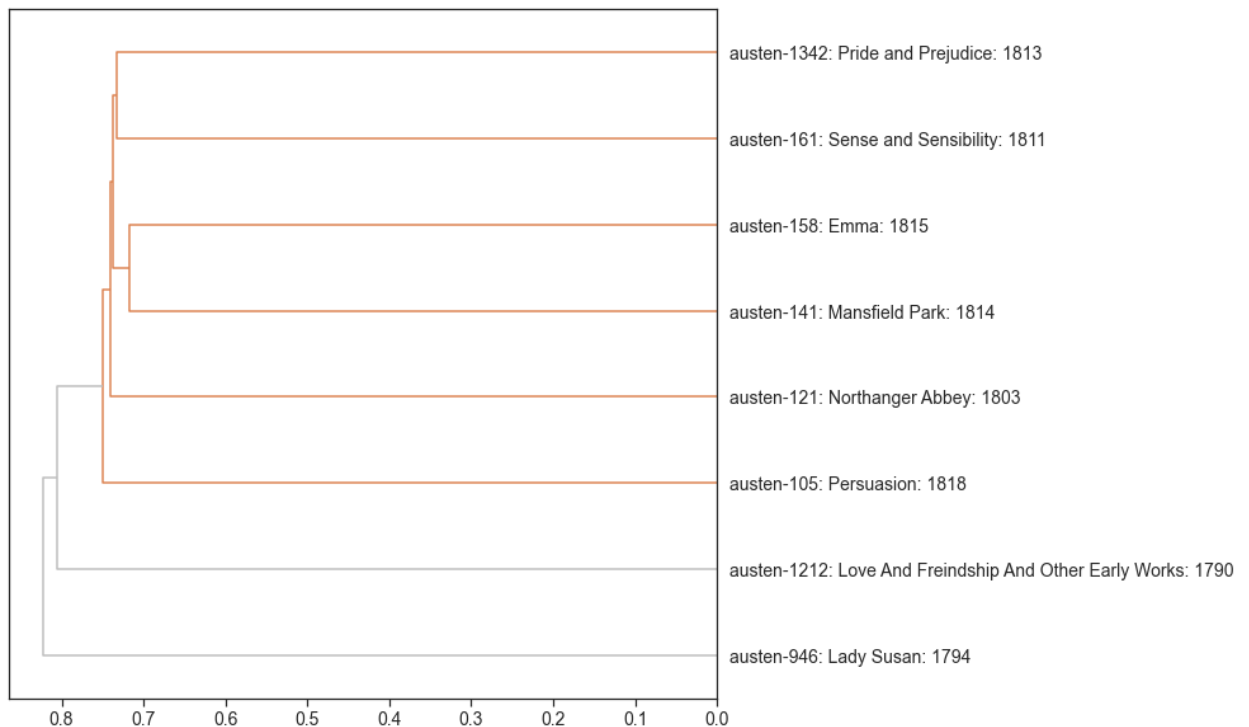 austen-1342: Pride and Prejudice: 1813
austen-161: Sense and Sensibility: 1811
austen-158: Emma: 1815
austen-141: Mansfield Park: 1814
austen-121: Northanger Abbey: 1803
austen-105: Persuasion: 1818
austen-1212: Love And Freindship And Other Early Works: 1790
austen-946: Lady Susan: 1794
0.8 0.7 0.6 0.5 0.4 0.3 0.2 0.1 0.0